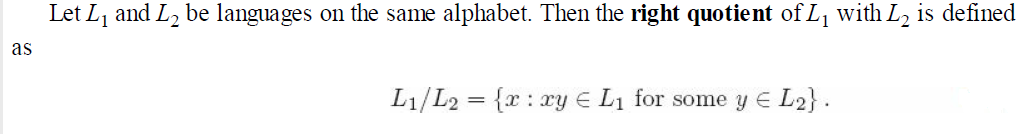 Let L₁ and L₂ be languages on the same alphabet. Then the right quotient of L₁ with L₂ is defined
as
L₁/L₂ = {x : xy ∈ L₁ for some y ∈ L₂} .